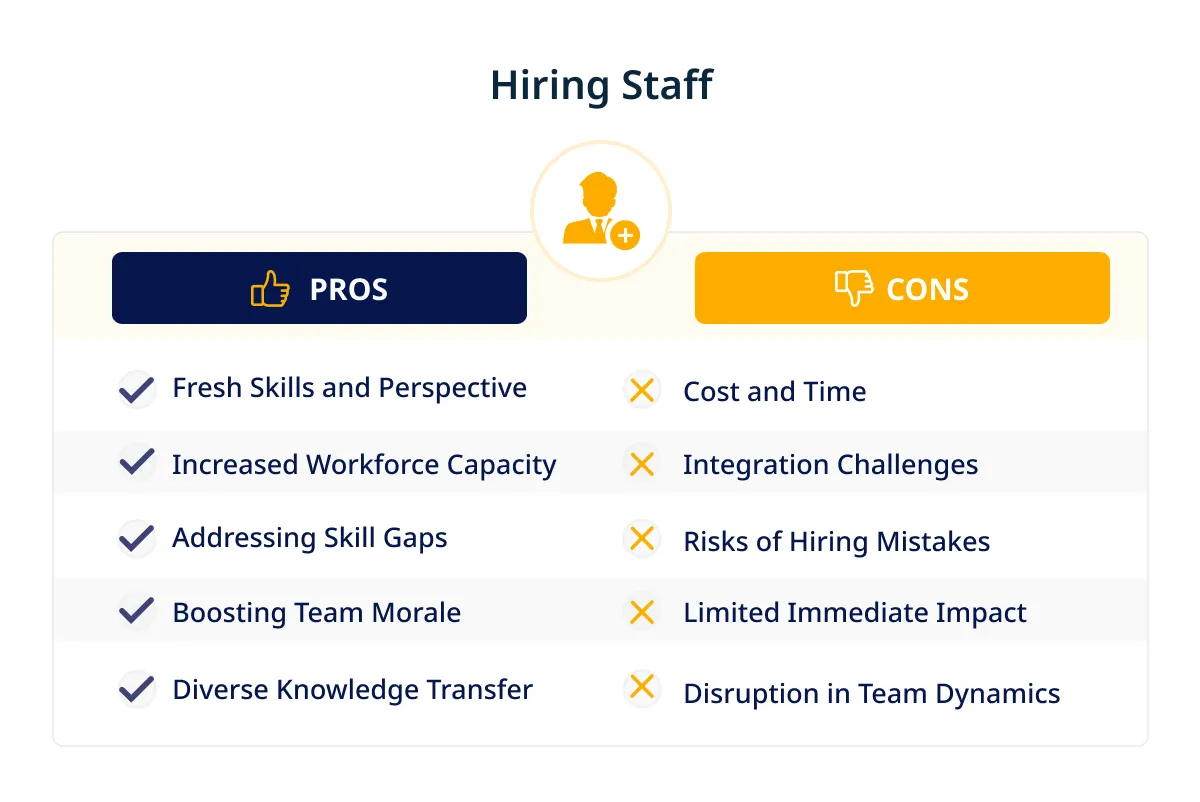 Hiring Staff
PROS
CONS
Fresh Skills and Perspective
Cost and Time
Increased Workforce Capacity
Integration Challenges
Addressing Skill Gaps
Risks of Hiring Mistakes
Boosting Team Morale
Limited Immediate Impact
Diverse Knowledge Transfer
Disruption in Team Dynamics